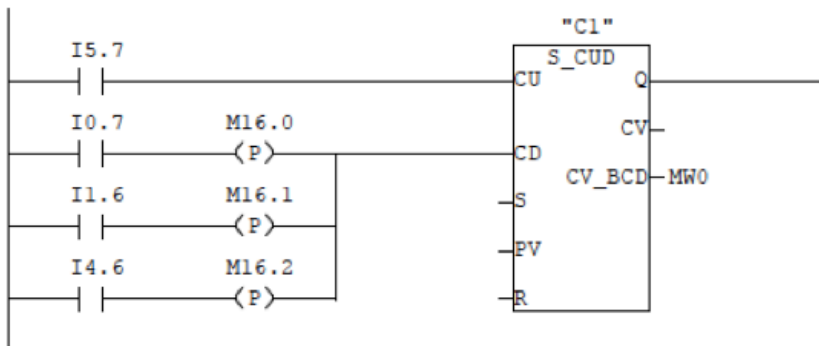 "C1"
I5.7
S_CUD
CU
Q
I0.7
M16.0
(P)
CV
CD
I1.6
M16.1
(P)
CV_BCD
MW0
S
I4.6
M16.2
(P)
PV
R